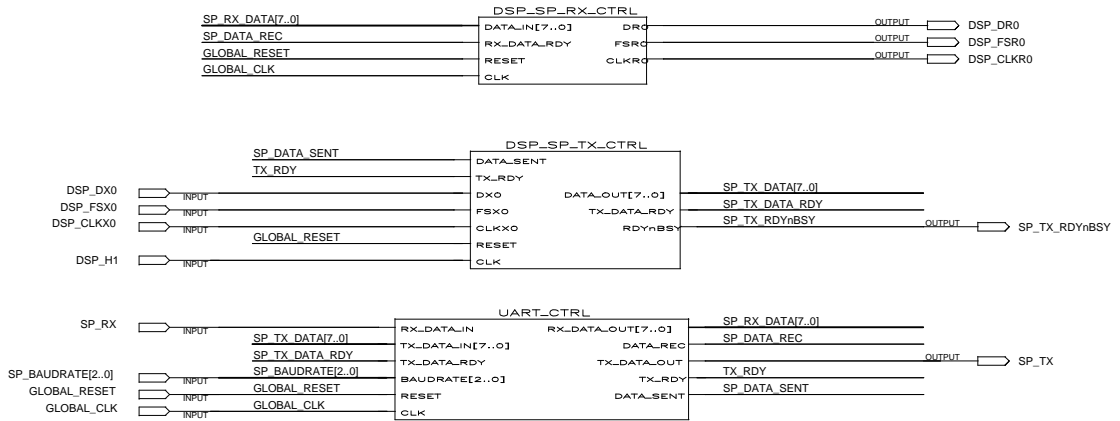 DSP_SP_RX_CTRL
SP_RX_DATA[7..0] DATA_IN[7..0] DR0 OUTPUT DSP_DR0
SP_DATA_REC RX_DATA_RDY FSR0 OUTPUT DSP_FSR0
GLOBAL_RESET RESET CLKR0 OUTPUT DSP_CLKR0
GLOBAL_CLK CLK
DSP_SP_TX_CTRL
SP_DATA_SENT DATA_SENT
TX_RDY TX_RDY
DSP_DX0 INPUT DX0 DATA_OUT[7..0] SP_TX_DATA[7..0]
DSP_FSX0 INPUT FSX0 TX_DATA_RDY SP_TX_DATA_RDY
DSP_CLKX0 INPUT CLKX0 RDYnBSY SP_TX_RDYnBSY OUTPUT SP_TX_RDYnBSY
GLOBAL_RESET RESET
DSP_H1 INPUT CLK
UART_CTRL
SP_RX INPUT RX_DATA_IN RX_DATA_OUT[7..0] SP_RX_DATA[7..0]
SP_TX_DATA[7..0] TX_DATA_IN[7..0] DATA_REC SP_DATA_REC
SP_TX_DATA_RDY TX_DATA_RDY TX_DATA_OUT OUTPUT SP_TX
SP_BAUDRATE[2..0] INPUT SP_BAUDRATE[2..0] BAUDRATE[2..0] TX_RDY TX_RDY
GLOBAL_RESET INPUT GLOBAL_RESET RESET DATA_SENT SP_DATA_SENT
GLOBAL_CLK INPUT GLOBAL_CLK CLK